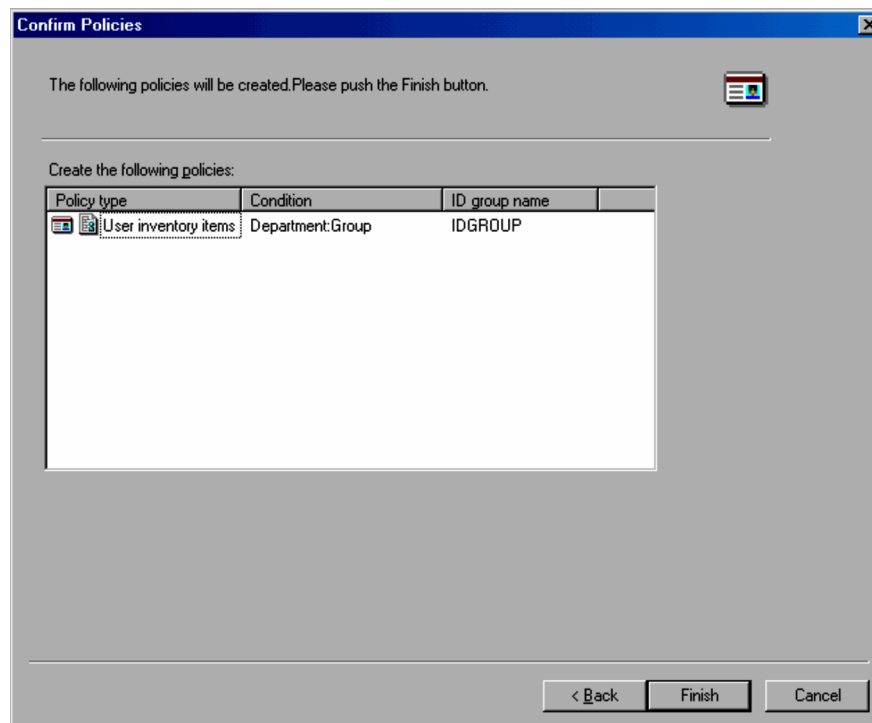 Confirm Policies
The following policies will be created.Please push the Finish button.
Create the following policies:
Policy type Condition ID group name
User inventory items Department:Group IDGROUP
< Back Finish Cancel